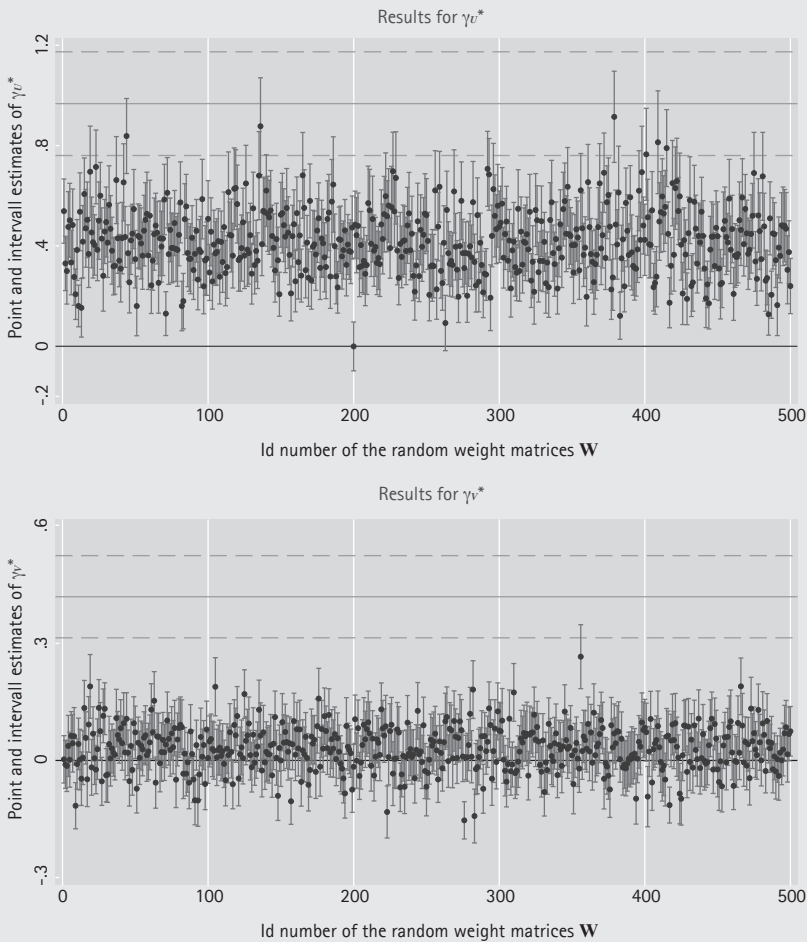 Results for γu*
Point and intervall estimates of γu*
1.2
.8
.4
0
-.2
0 100 200 300 400 500
Id number of the random weight matrices W
Results for γv*
Point and intervall estimates of γv*
.6
.3
0
-.3
0 100 200 300 400 500
Id number of the random weight matrices W